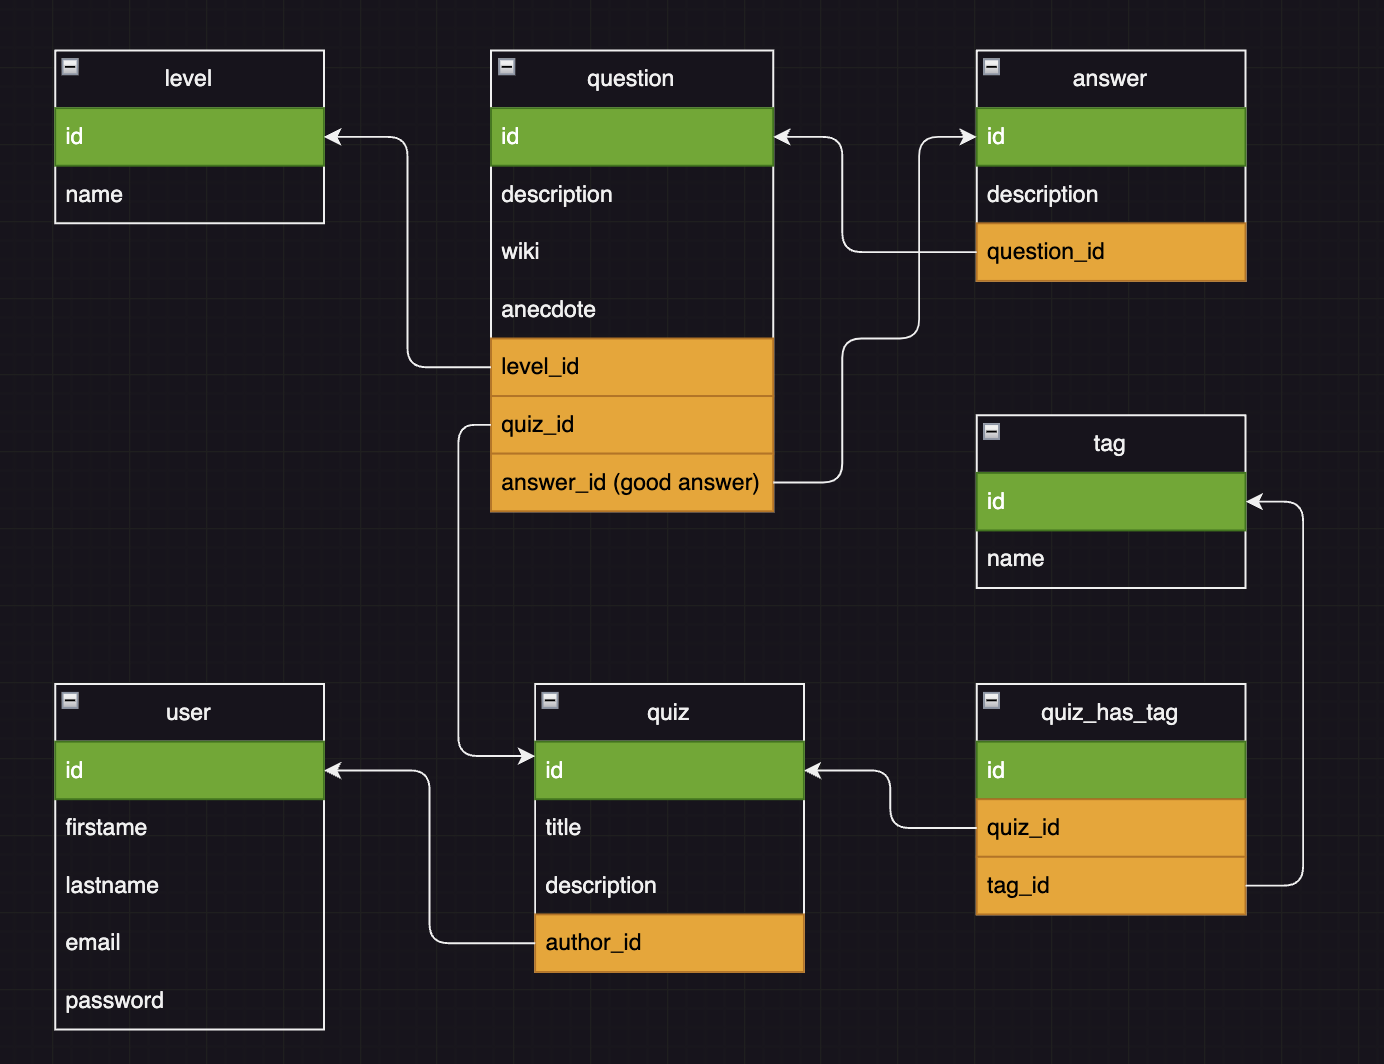 level
id
name
question
id
description
wiki
anecdote
level_id
quiz_id
answer_id (good answer)
answer
id
description
question_id
tag
id
name
user
id
firstame
lastname
email
password
quiz
id
title
description
author_id
quiz_has_tag
id
quiz_id
tag_id